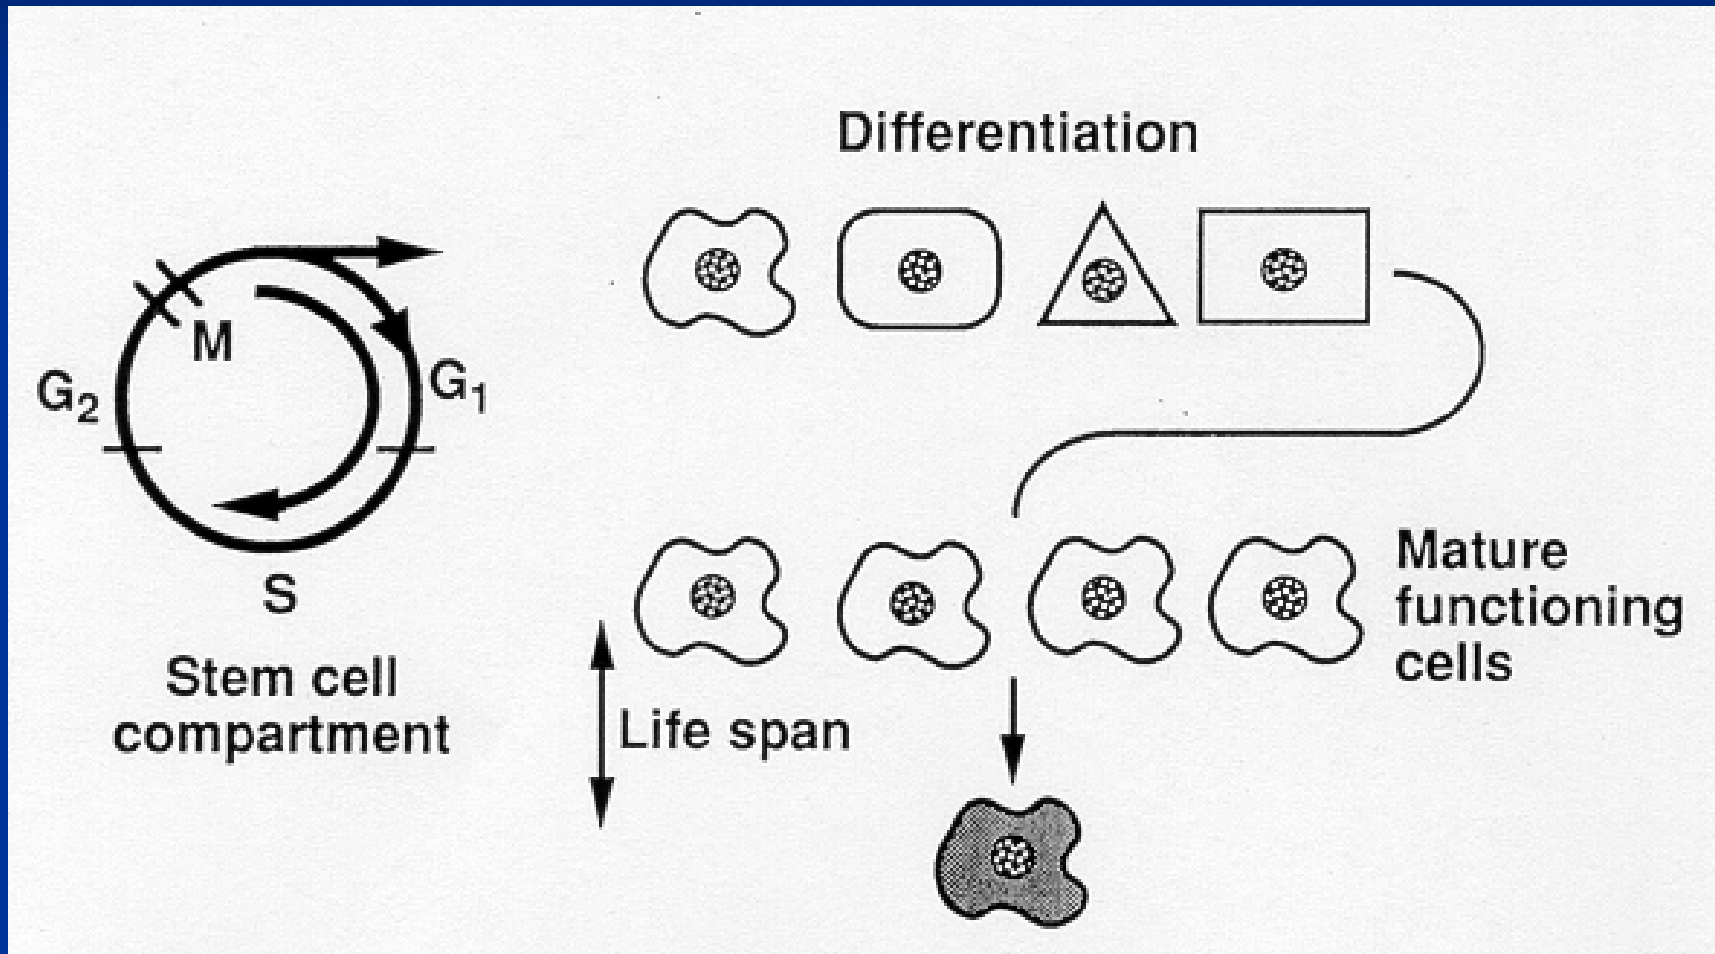 Differentiation
M
G₂
G₁
S
Stem cell
compartment
Mature
functioning
cells
Life span